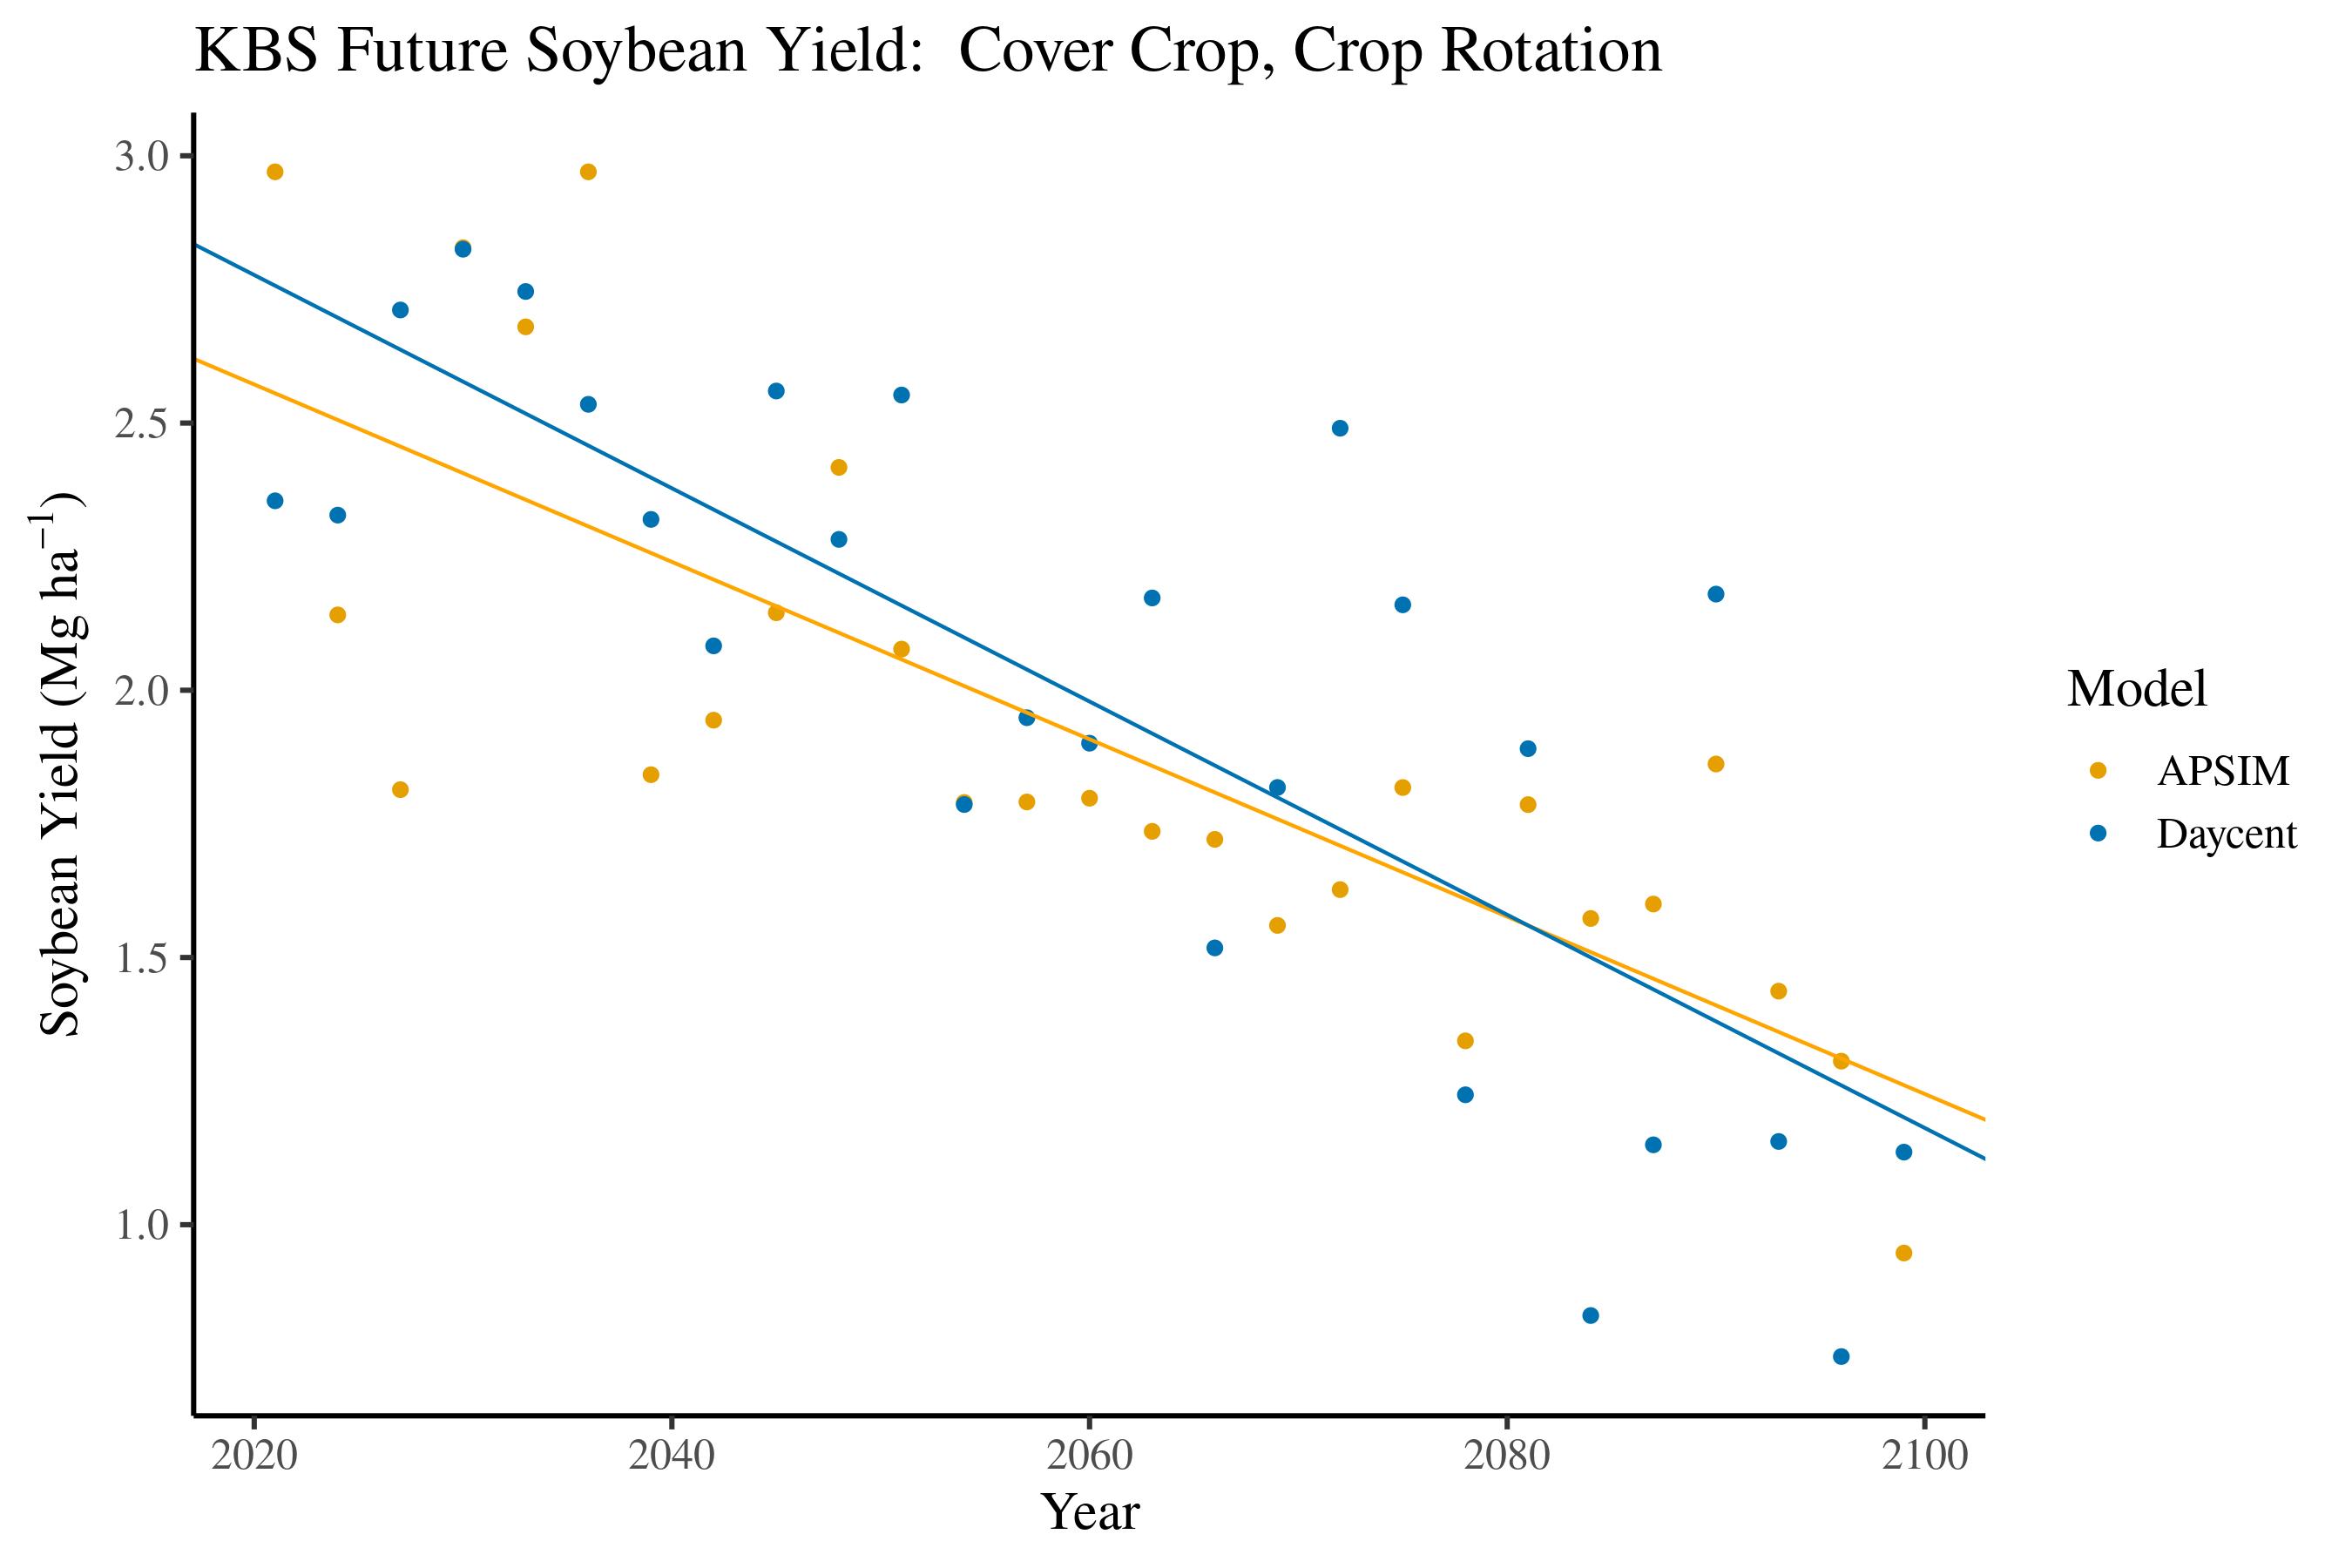 KBS Future Soybean Yield:  Cover Crop, Crop Rotation
3.0
2.5
2.0
1.5
1.0
Soybean Yield (Mg ha⁻¹)
2020 2040 2060 2080 2100
Year
Model
APSIM
Daycent